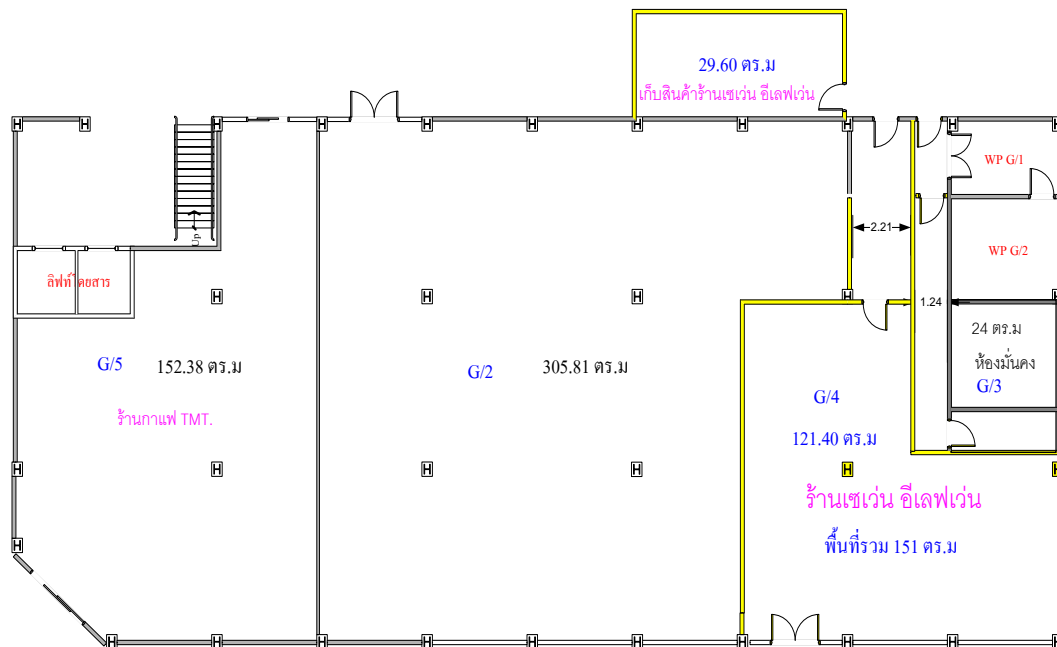 29.60 ตร.ม
เก็บสินค้าร้านเซเว่น อีเลฟเว่น
WP G/1
Up
2.21
WP G/2
ลิฟท์โดยสาร
1.24
24 ตร.ม
ห้องมั่นคง
G/3
G/5
152.38 ตร.ม
G/2
305.81 ตร.ม
G/4
ร้านกาแฟ TMT.
121.40 ตร.ม
ร้านเซเว่น อีเลฟเว่น
พื้นที่รวม 151 ตร.ม